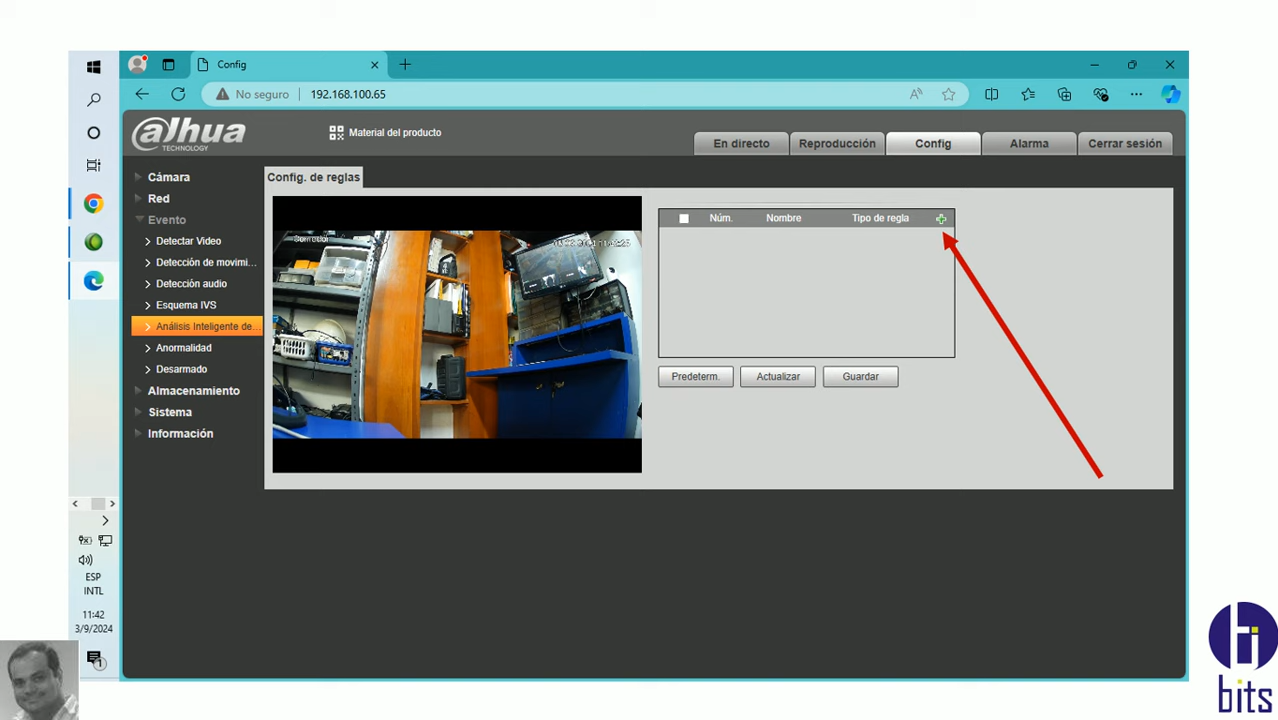 Config
No seguro
192.168.100.65
alhua
TECHNOLOGY
Material del producto
En directo
Reproducción
Config
Alarma
Cerrar sesión
Cámara
Red
Evento
Detectar Video
Detección de movimi...
Detección audio
Esquema IVS
Análisis Inteligente de...
Anormalidad
Desarmado
Almacenamiento
Sistema
Información
Config. de reglas
Comedor
Núm.
Nombre
Tipo de regla
Predeterm.
Actualizar
Guardar
ESP
INTL
11:42
3/9/2024
1
bits